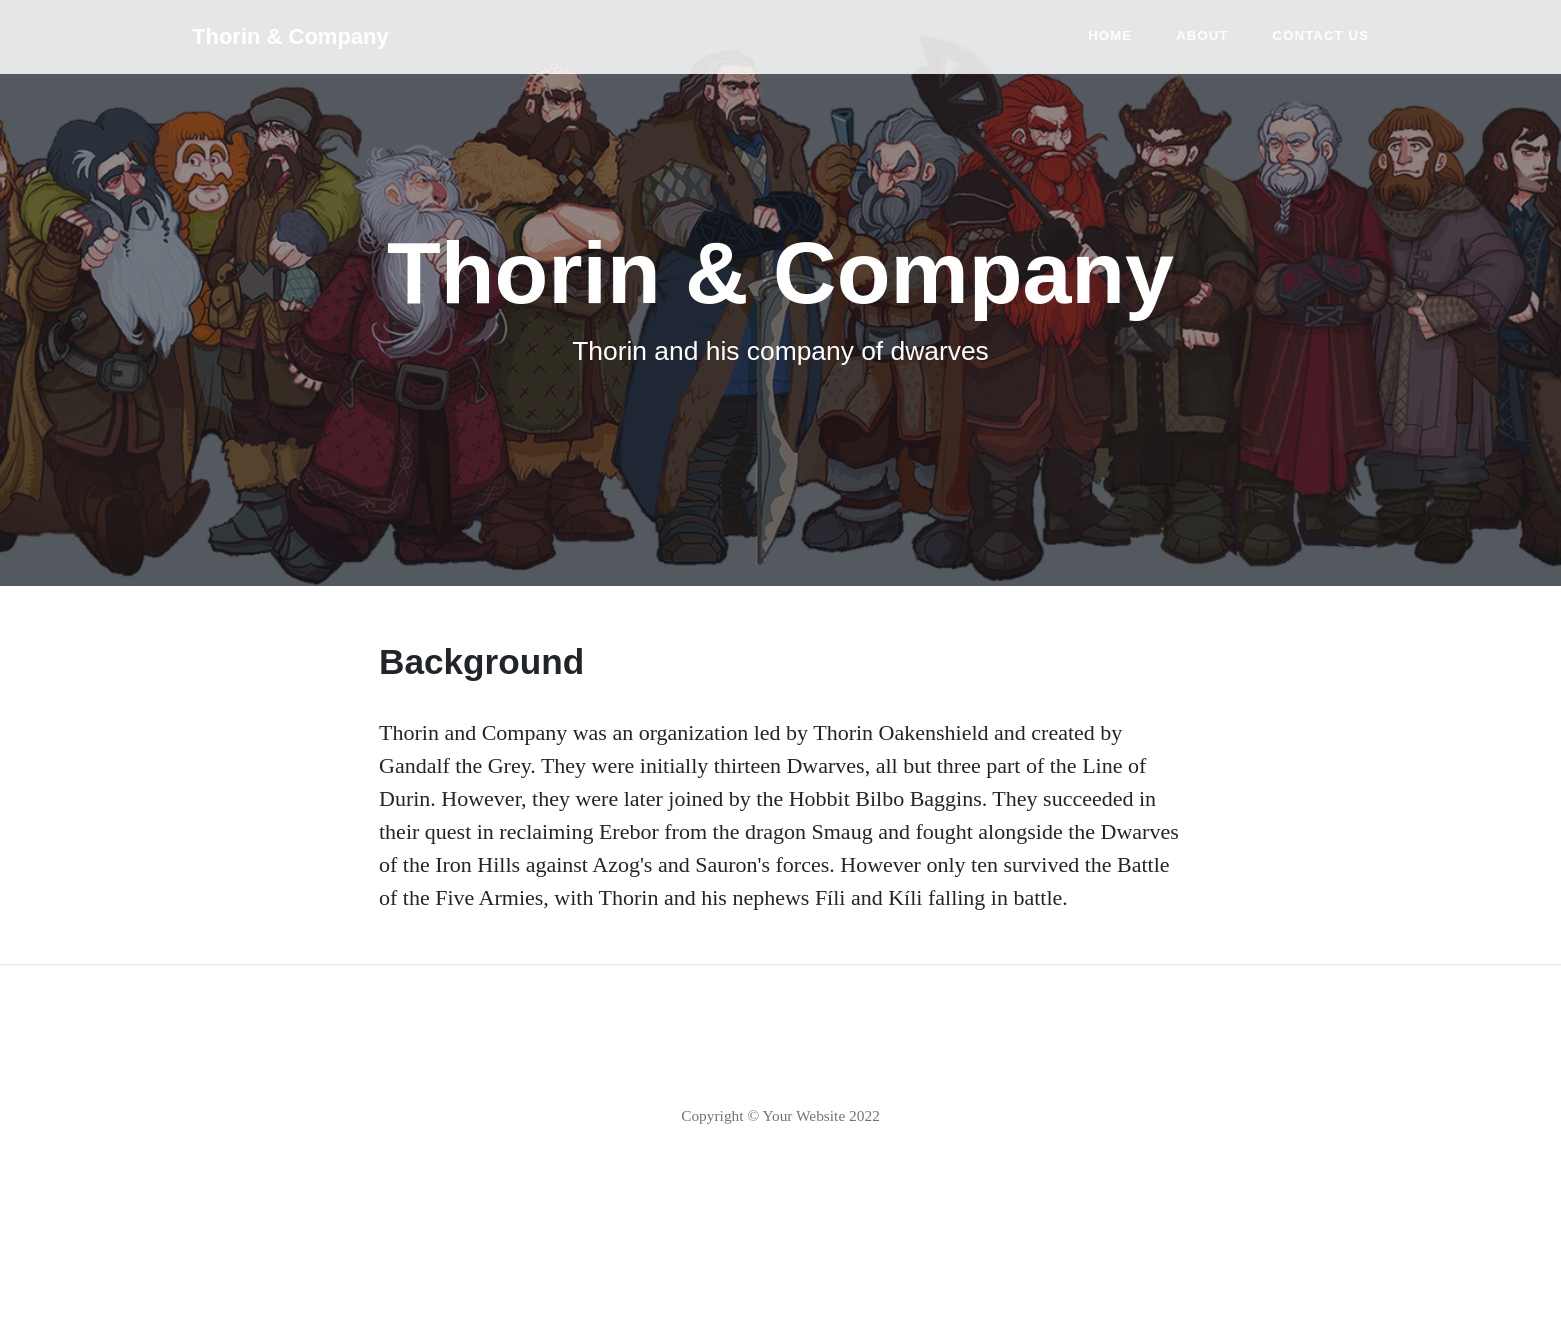 Thorin & Company
HOME ABOUT CONTACT US
Thorin & Company
Thorin and his company of dwarves
Background
Thorin and Company was an organization led by Thorin Oakenshield and created by
Gandalf the Grey. They were initially thirteen Dwarves, all but three part of the Line of
Durin. However, they were later joined by the Hobbit Bilbo Baggins. They succeeded in
their quest in reclaiming Erebor from the dragon Smaug and fought alongside the Dwarves
of the Iron Hills against Azog's and Sauron's forces. However only ten survived the Battle
of the Five Armies, with Thorin and his nephews Fíli and Kíli falling in battle.
Copyright © Your Website 2022